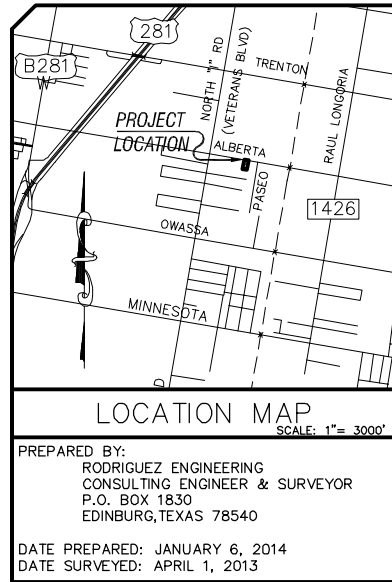 281
B281
NORTH "I" RD
(VETERANS BLVD)
TRENTON
RAUL LONGORIA
PROJECT
LOCATION
ALBERTA
PASEO
1426
OWASSA
MINNESOTA
D
LOCATION MAP
SCALE: 1"= 3000'
PREPARED BY:
RODRIGUEZ ENGINEERING
CONSULTING ENGINEER & SURVEYOR
P.O. BOX 1830
EDINBURG,TEXAS 78540
DATE PREPARED: JANUARY 6, 2014
DATE SURVEYED: APRIL 1, 2013